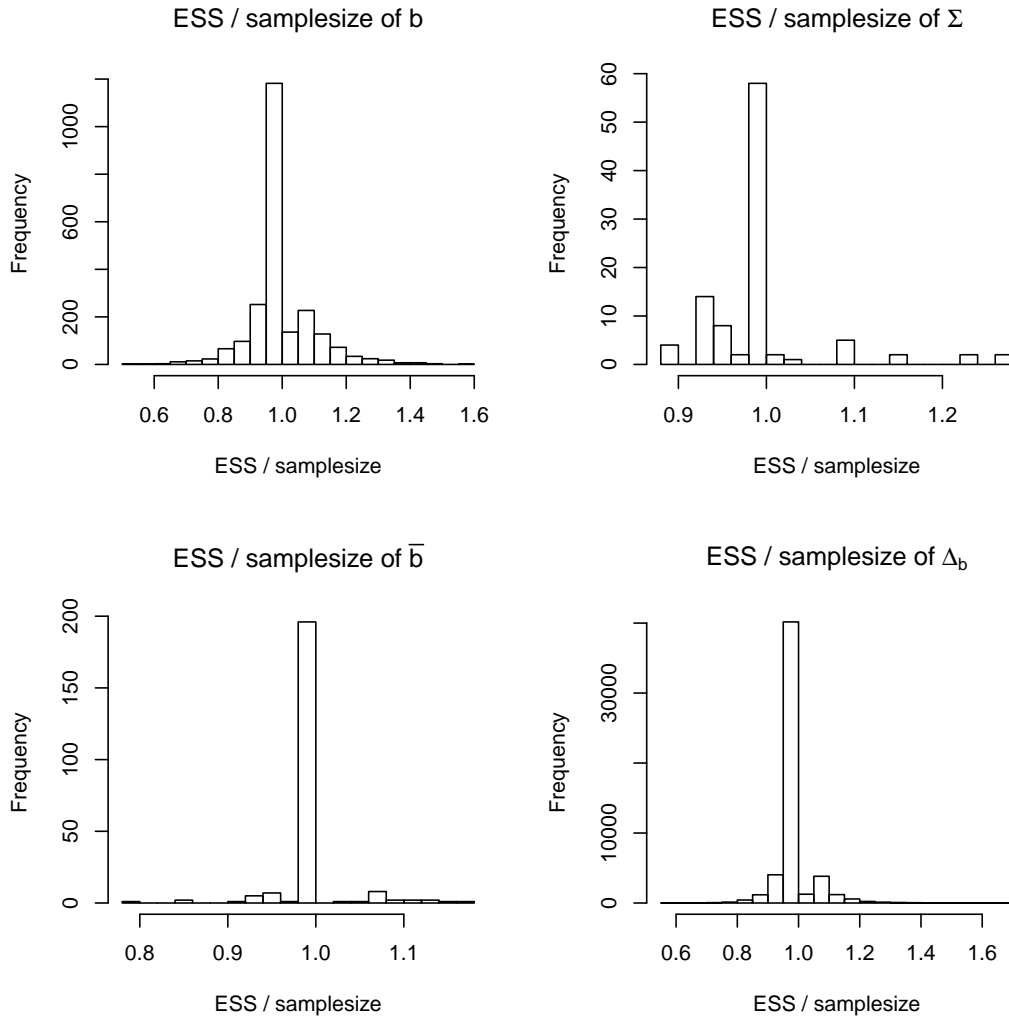 ESS / samplesize of b
Frequency
0
200
600
1000
0.6 0.8 1.0 1.2 1.4 1.6
ESS / samplesize
ESS / samplesize of Σ
Frequency
0
10
20
30
40
50
60
0.9 1.0 1.1 1.2
ESS / samplesize
ESS / samplesize of b̅
Frequency
0
50
100
150
200
0.8 0.9 1.0 1.1
ESS / samplesize
ESS / samplesize of Δb
Frequency
0
10000
30000
0.6 0.8 1.0 1.2 1.4 1.6
ESS / samplesize